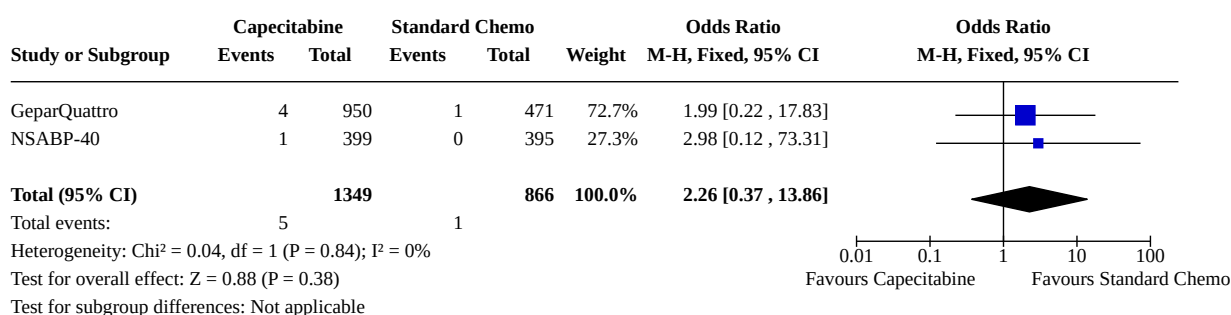 Capecitabine Standard Chemo Odds Ratio Odds Ratio
Study or Subgroup Events Total Events Total Weight M-H, Fixed, 95% CI M-H, Fixed, 95% CI
GeparQuattro 4 950 1 471 72.7% 1.99 [0.22 , 17.83]
NSABP-40 1 399 0 395 27.3% 2.98 [0.12 , 73.31]
Total (95% CI) 1349 866 100.0% 2.26 [0.37 , 13.86]
Total events: 5 1
Heterogeneity: Chi² = 0.04, df = 1 (P = 0.84); I² = 0%
0.01 0.1 1 10 100
Test for overall effect: Z = 0.88 (P = 0.38) Favours Capecitabine Favours Standard Chemo
Test for subgroup differences: Not applicable